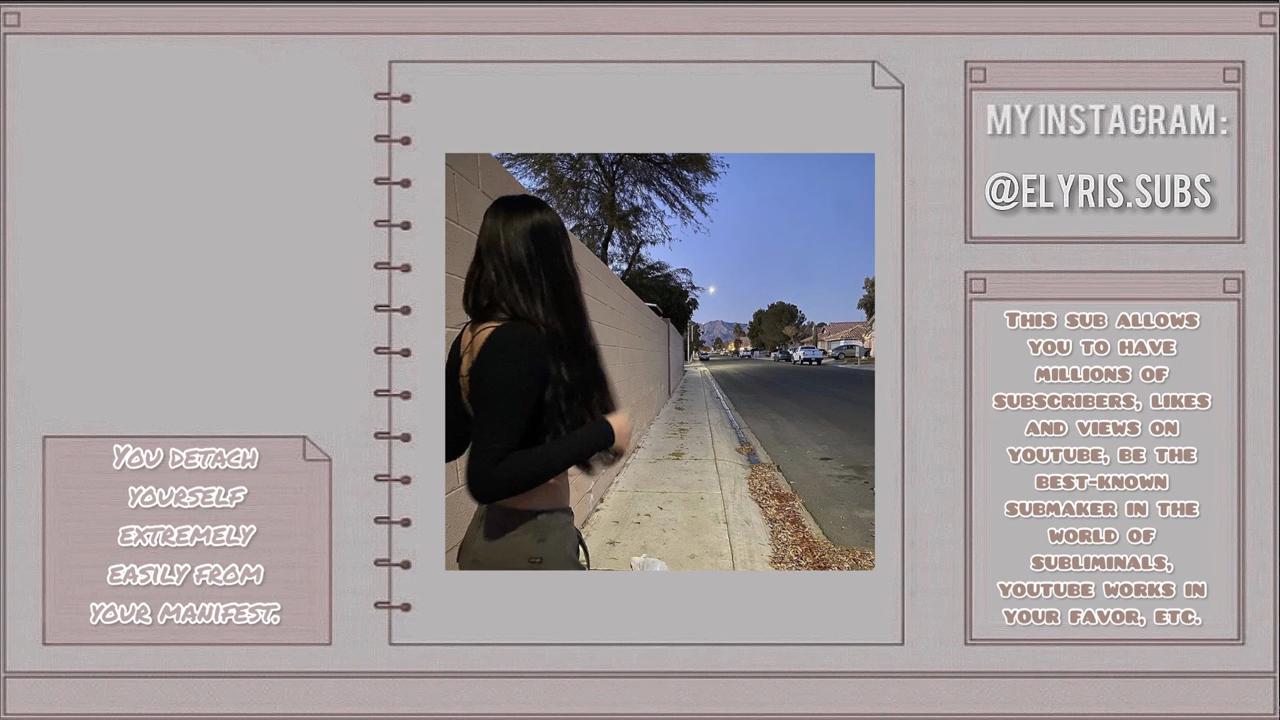 You detach
yourself
extremely
easily from
your manifest.
MY INSTAGRAM:
@ELYRIS.SUBS
This sub allows
you to have
millions of
subscribers, likes
and views on
YouTube, be the
best-known
submaker in the
world of
subliminals,
YouTube works in
your favor, etc.